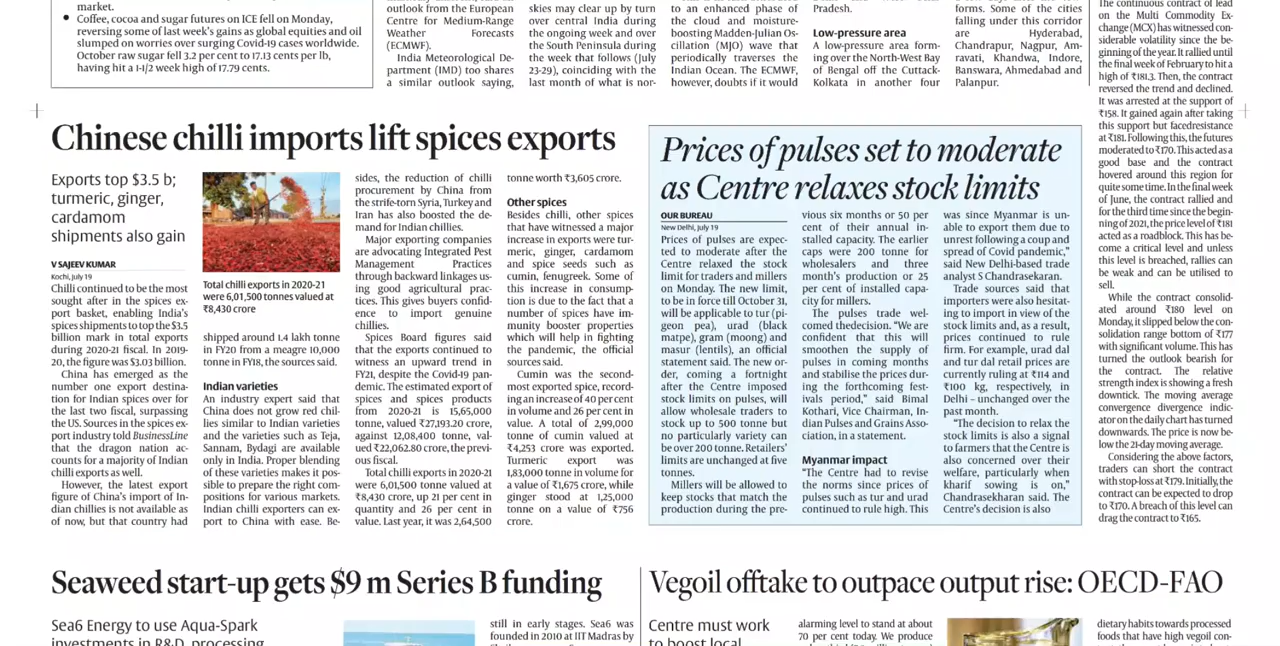 market.
● Coffee, cocoa and sugar futures on ICE fell on Monday,
reversing some of last week's gains as global equities and oil
slumped on worries over surging Covid-19 cases worldwide.
October raw sugar fell 3.2 per cent to 17.13 cents per lb,
having hit a 1-1/2 week high of 17.79 cents.
outlook from the European
Centre for Medium-Range
Weather Forecasts
(ECMWF).
India Meteorological De-
partment (IMD) too shares
a similar outlook saying,
skies may clear up by turn
over central India during
the ongoing week and over
the South Peninsula during
the week that follows (July
23-29), coinciding with the
last month of what is nor-
to an enhanced phase of
the cloud and moisture-
boosting Madden-Julian Os-
cillation (MJO) wave that
periodically traverses the
Indian Ocean. The ECMWF,
however, doubts if it would
Pradesh.
Low-pressure area
A low-pressure area form-
ing over the North-West Bay
of Bengal off the Cuttack-
Kolkata in another four
forms. Some of the cities
falling under this corridor
are Hyderabad,
Chandrapur, Nagpur, Am-
ravati, Khandwa, Indore,
Banswara, Ahmedabad and
Palanpur.
The continuous contract of lead
on the Multi Commodity Ex-
change (MCX) has witnessed con-
siderable volatility since the be-
ginning of the year. It rallied until
the final week of February to hit a
high of ₹181.3. Then, the contract
reversed the trend and declined.
It was arrested at the support of
₹158. It gained again after taking
this support but facedresistance
at ₹181. Following this, the futures
moderated to ₹170. This acted as a
good base and the contract
hovered around this region for
quite some time. In the final week
of June, the contract rallied and
for the third time since the begin-
ning of 2021, the price level of ₹181
acted as a roadblock. This has be-
come a critical level and unless
this level is breached, rallies can
be weak and can be utilised to
sell.
While the contract consolid-
ated around ₹180 level on
Monday, it slipped below the con-
solidation range bottom of ₹177
with significant volume. This has
turned the outlook bearish for
the contract. The relative
strength index is showing a fresh
downtick. The moving average
convergence divergence indic-
ator on the daily chart has turned
downwards. The price is now be-
low the 21-day moving average.
Considering the above factors,
traders can short the contract
with stop-loss at ₹179. Initially, the
contract can be expected to drop
to ₹170. A breach of this level can
drag the contract to ₹165.
Chinese chilli imports lift spices exports
Exports top $3.5 b;
turmeric, ginger,
cardamom
shipments also gain
V SAJEEV KUMAR
Kochi, July 19
Chilli continued to be the most
sought after in the spices ex-
port basket, enabling India's
spices shipments to top the $3.5
billion mark in total exports
during 2020-21 fiscal. In 2019-
20, the figure was $3.03 billion.
China has emerged as the
number one export destina-
tion for Indian spices over for
the last two fiscal, surpassing
the US. Sources in the spices ex-
port industry told BusinessLine
that the dragon nation ac-
counts for a majority of Indian
chilli exports as well.
However, the latest export
figure of China's import of In-
dian chillies is not available as
of now, but that country had
Total chilli exports in 2020-21
were 6,01,500 tonnes valued at
₹8,430 crore
shipped around 1.4 lakh tonne
in FY20 from a meagre 10,000
tonne in FY18, the sources said.
Indian varieties
An industry expert said that
China does not grow red chil-
lies similar to Indian varieties
and the varieties such as Teja,
Sannam, Bydagi are available
only in India. Proper blending
of these varieties makes it pos-
sible to prepare the right com-
positions for various markets.
Indian chilli exporters can ex-
port to China with ease. Be-
sides, the reduction of chilli
procurement by China from
the strife-torn Syria, Turkey and
Iran has also boosted the de-
mand for Indian chillies.
Major exporting companies
are advocating Integrated Pest
Management Practices
through backward linkages us-
ing good agricultural prac-
tices. This gives buyers confid-
ence to import genuine
chillies.
Spices Board figures said
that the exports continued to
witness an upward trend in
FY21, despite the Covid-19 pan-
demic. The estimated export of
spices and spices products
from 2020-21 is 15,65,000
tonne, valued ₹27,193.20 crore,
against 12,08,400 tonne, val-
ued ₹22,062.80 crore, the previ-
ous fiscal.
Total chilli exports in 2020-21
were 6,01,500 tonne valued at
₹8,430 crore, up 21 per cent in
quantity and 26 per cent in
value. Last year, it was 2,64,500
tonne worth ₹3,605 crore.
Other spices
Besides chilli, other spices
that have witnessed a major
increase in exports were tur-
meric, ginger, cardamom
and spice seeds such as
cumin, fenugreek. Some of
this increase in consump-
tion is due to the fact that a
number of spices have im-
munity booster properties
which will help in fighting
the pandemic, the official
sources said.
Cumin was the second-
most exported spice, record-
ing an increase of 40 per cent
in volume and 26 per cent in
value. A total of 2,99,000
tonne of cumin valued at
₹4,253 crore was exported.
Turmeric export was
1,83,000 tonne in volume for
a value of ₹1,675 crore, while
ginger stood at 1,25,000
tonne on a value of ₹756
crore.
Prices of pulses set to moderate
as Centre relaxes stock limits
OUR BUREAU
New Delhi, July 19
Prices of pulses are expec-
ted to moderate after the
Centre relaxed the stock
limit for traders and millers
on Monday. The new limit,
to be in force till October 31,
will be applicable to tur (pi-
geon pea), urad (black
matpe), gram (moong) and
masur (lentils), an official
statement said. The new or-
der, coming a fortnight
after the Centre imposed
stock limits on pulses, will
allow wholesale traders to
stock up to 500 tonne but
no particular variety can
be over 200 tonne. Retailers'
limits are unchanged at five
tonnes.
Millers will be allowed to
keep stocks that match the
production during the pre-
vious six months or 50 per
cent of their annual in-
stalled capacity. The earlier
caps were 200 tonne for
wholesalers and three
month's production or 25
per cent of installed capa-
city for millers.
The pulses trade wel-
comed thedecision. “We are
confident that this will
smoothen the supply of
pulses in coming months
and stabilise the prices dur-
ing the forthcoming fest-
ivals period,” said Bimal
Kothari, Vice Chairman, In-
dian Pulses and Grains Asso-
ciation, in a statement.
Myanmar impact
“The Centre had to revise
the norms since prices of
pulses such as tur and urad
continued to rule high. This
was since Myanmar is un-
able to export them due to
unrest following a coup and
spread of Covid pandemic,”
said New Delhi-based trade
analyst S Chandrasekaran.
Trade sources said that
importers were also hesitat-
ing to import in view of the
stock limits and, as a result,
prices continued to rule
firm. For example, urad dal
and tur dal retail prices are
currently ruling at ₹114 and
₹100 kg, respectively, in
Delhi – unchanged over the
past month.
“The decision to relax the
stock limits is also a signal
to farmers that the Centre is
also concerned over their
welfare, particularly when
kharif sowing is on,”
Chandrasekharan said. The
Centre's decision is also
Seaweed start-up gets $9 m Series B funding
Sea6 Energy to use Aqua-Spark
investments in R&D, processing
still in early stages. Sea6 was
founded in 2010 at IIT Madras by
Vegoil offtake to outpace output rise: OECD-FAO
Centre must work
to boost local
alarming level to stand at about
70 per cent today. We produce
dietary habits towards processed
foods that have high vegoil con-